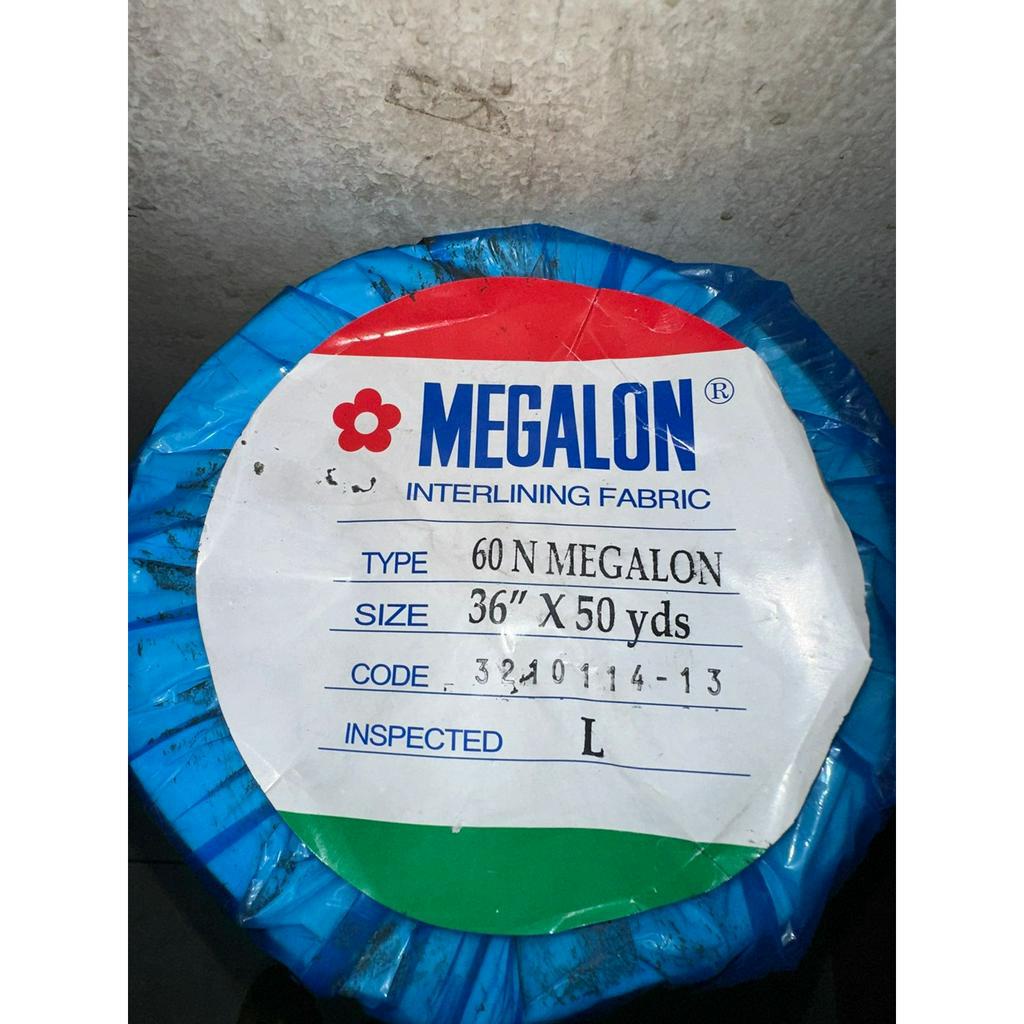 MEGALON®
INTERLINING FABRIC
TYPE 60 N MEGALON
SIZE 36" X 50 yds
CODE 3210114-13
INSPECTED L